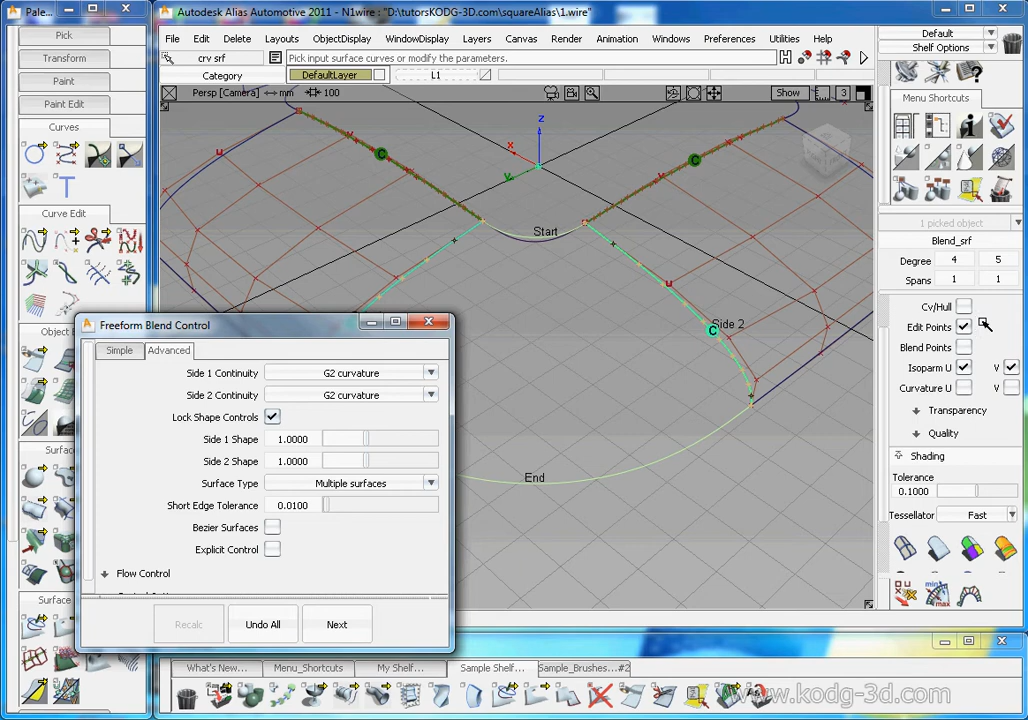 Pale...
Autodesk Alias Automotive 2011 - N1wire : "D:\tutorsKODG-3D.com/squareAlias\1.wire"
Pick
Transform
Paint
Paint Edit
Curves
Curve Edit
Object
Surfac
Surface
File Edit Delete Layouts ObjectDisplay WindowDisplay Layers Canvas Render Animation Windows Preferences Utilities Help
crv srf Pick input surface curves or modify the parameters.
Category DefaultLayer L1
Persp [Camera] mm 100 Show 3
z
x
y
C
C
v
v
u
Start
u
C
Side 2
End
Freeform Blend Control
Simple Advanced
Side 1 Continuity G2 curvature
Side 2 Continuity G2 curvature
Lock Shape Controls
Side 1 Shape 1.0000
Side 2 Shape 1.0000
Surface Type Multiple surfaces
Short Edge Tolerance 0.0100
Bezier Surfaces
Explicit Control
Flow Control
Recalc Undo All Next
Default
Shelf Options
Menu Shortcuts
1 picked object
Blend_srf
Degree 4 5
Spans 1 1
Cv/Hull
Edit Points
Blend Points
Isoparm U V
Curvature U V
Transparency
Quality
Shading
Tolerance
0.1000
Tessellator Fast
What's New... Menu_Shortcuts My Shelf... Sample Shelf... Sample_Brushes...#2
www.kodg-3d.com